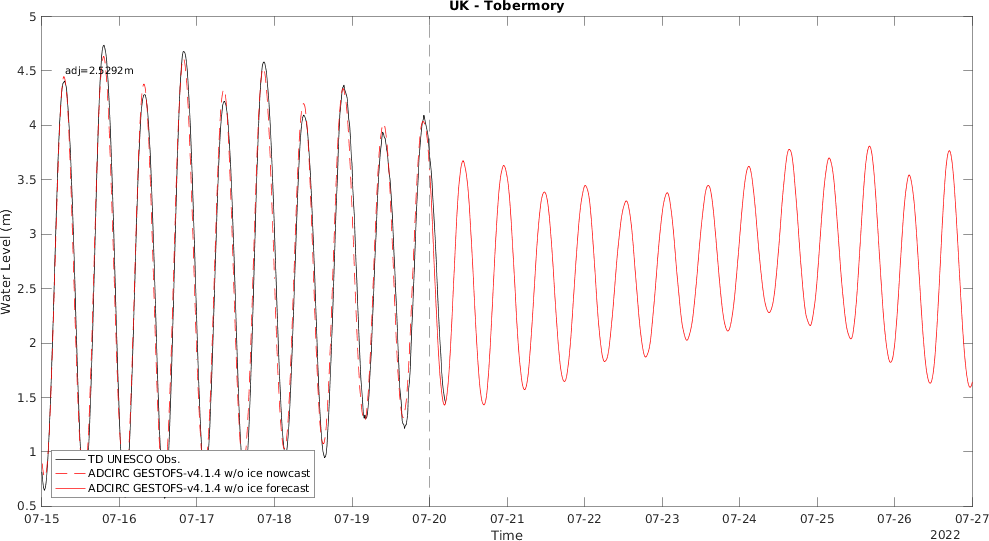 UK - Tobermory
5
4.5
4
3.5
3
2.5
2
1.5
1
0.5
Water Level (m)
adj=2.5292m
TD UNESCO Obs.
ADCIRC GESTOFS-v4.1.4 w/o ice nowcast
ADCIRC GESTOFS-v4.1.4 w/o ice forecast
07-15 07-16 07-17 07-18 07-19 07-20 07-21 07-22 07-23 07-24 07-25 07-26 07-27
Time
2022